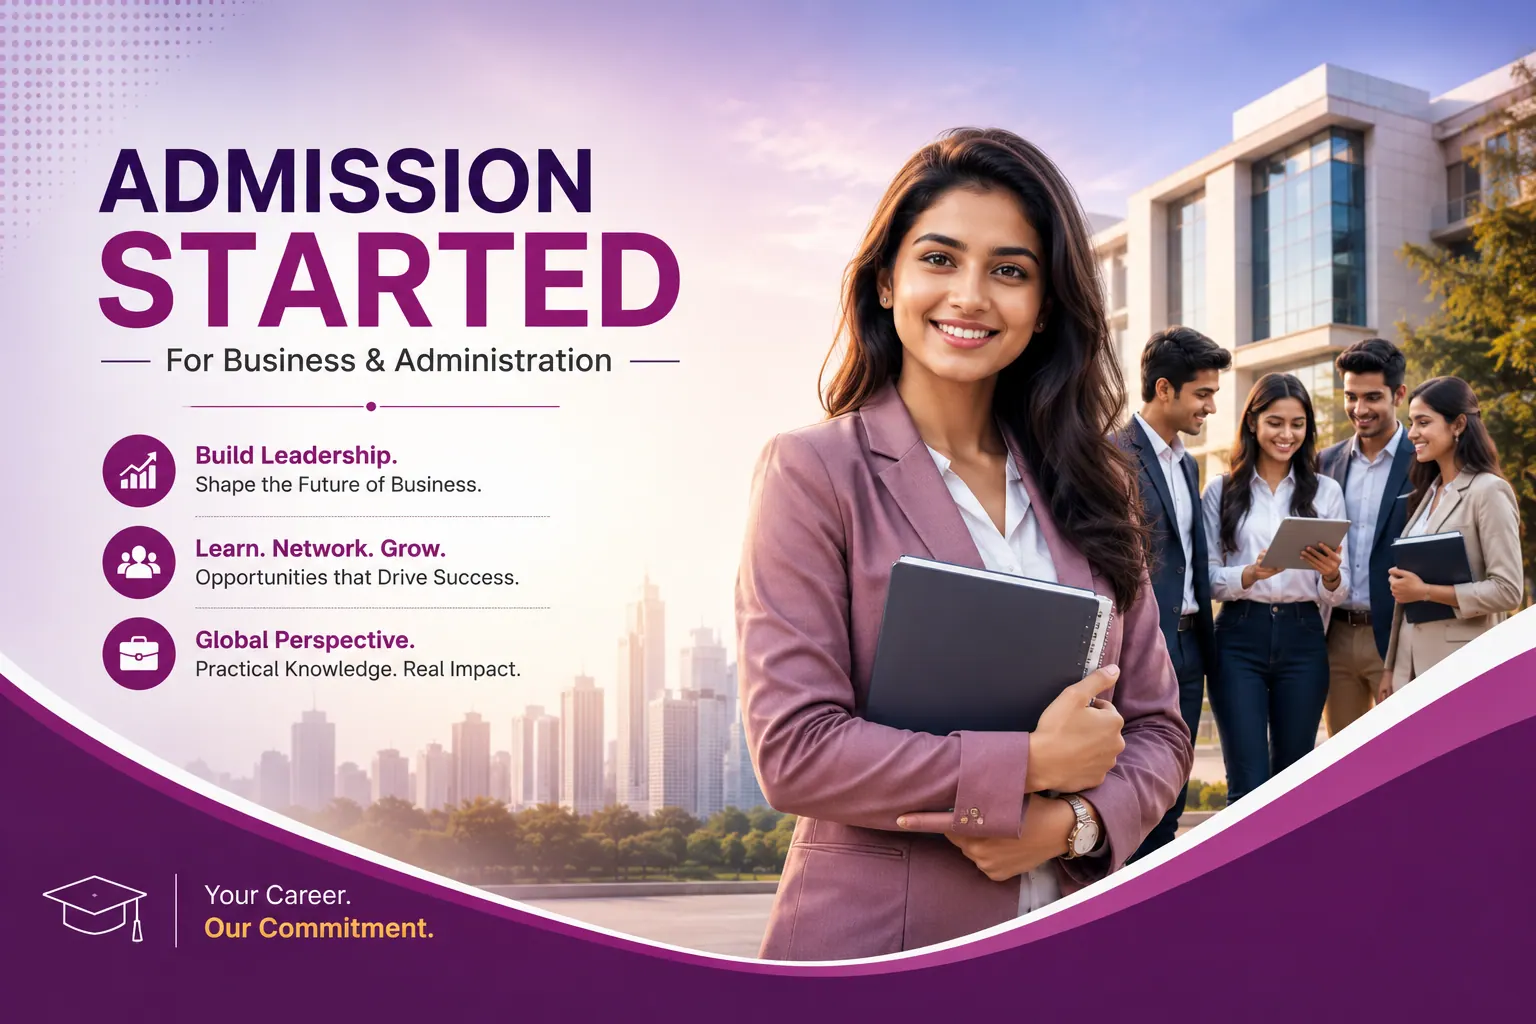 ADMISSION
STARTED
For Business & Administration
Build Leadership.
Shape the Future of Business.
Learn. Network. Grow.
Opportunities that Drive Success.
Global Perspective.
Practical Knowledge. Real Impact.
Your Career.
Our Commitment.